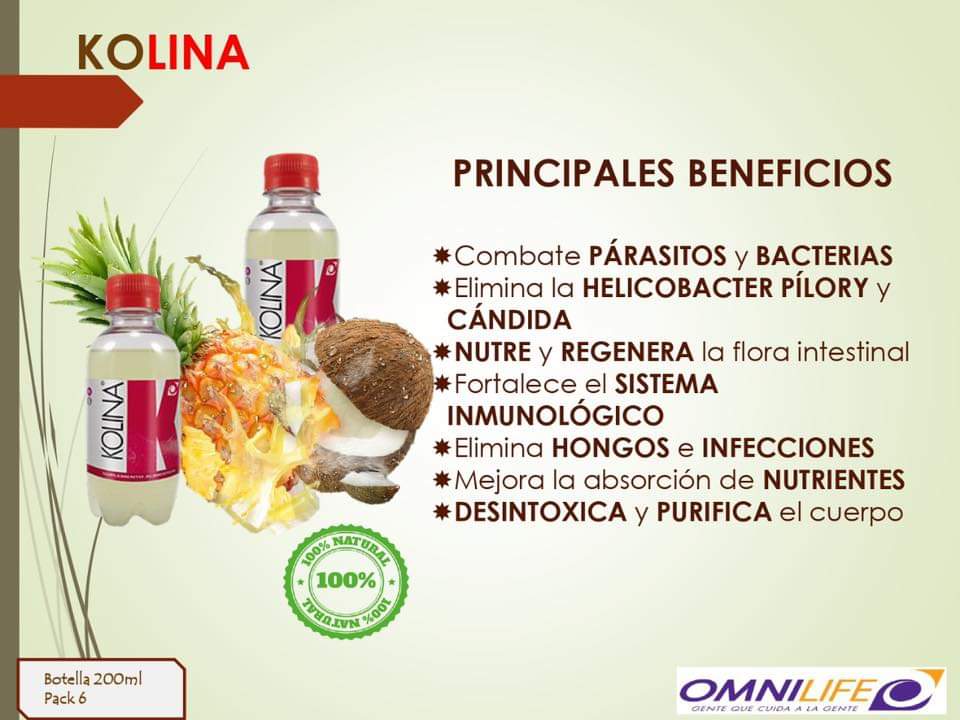 KOLINA
PRINCIPALES BENEFICIOS
✷Combate PÁRASITOS y BACTERIAS
✷Elimina la HELICOBACTER PÍLORY y
CÁNDIDA
✷NUTRE y REGENERA la flora intestinal
✷Fortalece el SISTEMA
INMUNOLÓGICO
✷Elimina HONGOS e INFECCIONES
✷Mejora la absorción de NUTRIENTES
✷DESINTOXICA y PURIFICA el cuerpo
KOLINA®
K
KOLINA®
K
100% NATURAL
100%
100% NATURAL
Botella 200ml
Pack 6
OMNILIFE
GENTE QUE CUIDA A LA GENTE